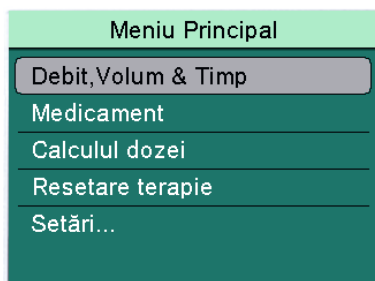 Meniu Principal
Debit,Volum & Timp
Medicament
Calculul dozei
Resetare terapie
Setări...